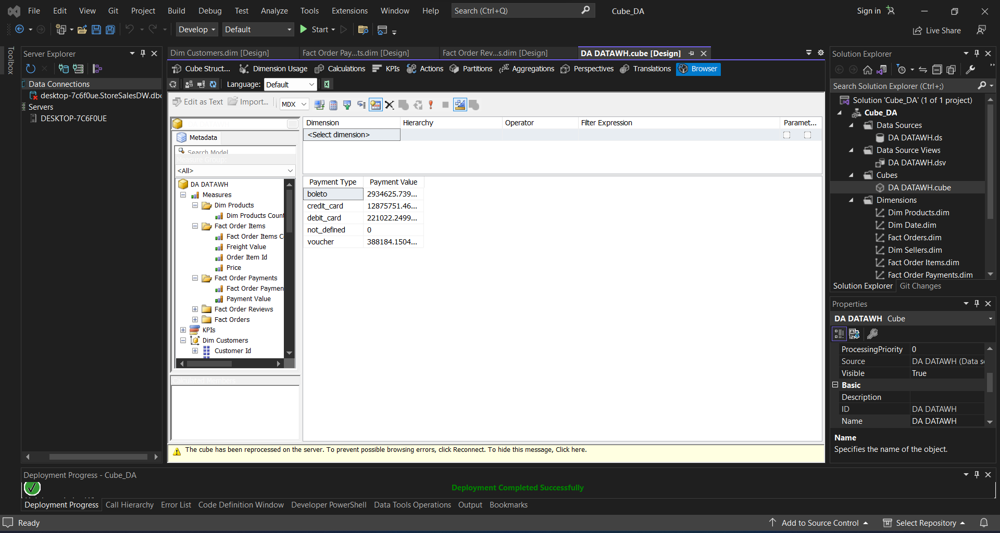 File Edit View Git Project Build Debug Test Analyze Tools Extensions Window Help Search (Ctrl+Q) Cube_DA Sign in
Develop Default Start Live Share
Toolbox
Server Explorer
Data Connections
desktop-7c6f0ue.StoreSalesDW.dbo
Servers
DESKTOP-7C6F0UE
Dim Customers.dim [Design] Fact Order Pay...ts.dim [Design] Fact Order Rev...s.dim [Design] DA DATAWH.cube [Design]
Cube Struct... Dimension Usage Calculations KPIs Actions Partitions Aggregations Perspectives Translations Browser
Language: Default
Edit as Text Import... MDX
DA DATAWH
Metadata
Search Model
Measure Group:
<All>
DA DATAWH
Measures
Dim Products
Dim Products Count
Fact Order Items
Fact Order Items C
Freight Value
Order Item Id
Price
Fact Order Payments
Fact Order Paymen
Payment Value
Fact Order Reviews
Fact Orders
KPIs
Dim Customers
Customer Id
Calculated Members
Dimension Hierarchy Operator Filter Expression Paramet...
<Select dimension>
Payment Type Payment Value
boleto 2934625.739...
credit_card 12875751.46...
debit_card 221022.2499...
not_defined 0
voucher 388184.1504...
The cube has been reprocessed on the server. To prevent possible browsing errors, click Reconnect. To hide this message, Click here.
Solution Explorer
Search Solution Explorer (Ctrl+;)
Solution 'Cube_DA' (1 of 1 project)
Cube_DA
Data Sources
DA DATAWH.ds
Data Source Views
DA DATAWH.dsv
Cubes
DA DATAWH.cube
Dimensions
Dim Products.dim
Dim Date.dim
Fact Orders.dim
Dim Sellers.dim
Fact Order Items.dim
Fact Order Payments.dim
Solution Explorer Git Changes
Properties
DA DATAWH Cube
ProcessingPriority 0
Source DA DATAWH (Data so
Visible True
Basic
Description
ID DA DATAWH
Name DA DATAWH
Name
Specifies the name of the object.
Deployment Progress - Cube_DA
Deployment Completed Successfully
Deployment Progress Call Hierarchy Error List Code Definition Window Developer PowerShell Data Tools Operations Output Bookmarks
Ready Add to Source Control Select Repository